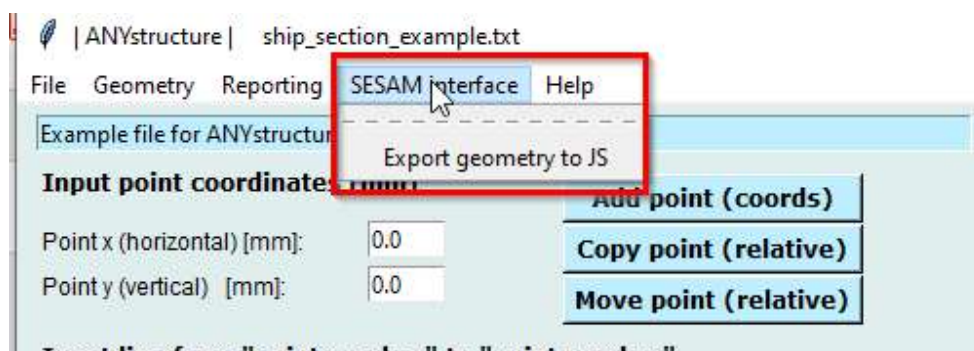 | ANYstructure | ship_section_example.txt
File Geometry Reporting SESAM interface Help
Example file for ANYstructur
Export geometry to JS
Input point coordinates
Add point (coords)
Point x (horizontal) [mm]: 0.0
Copy point (relative)
Point y (vertical) [mm]: 0.0
Move point (relative)